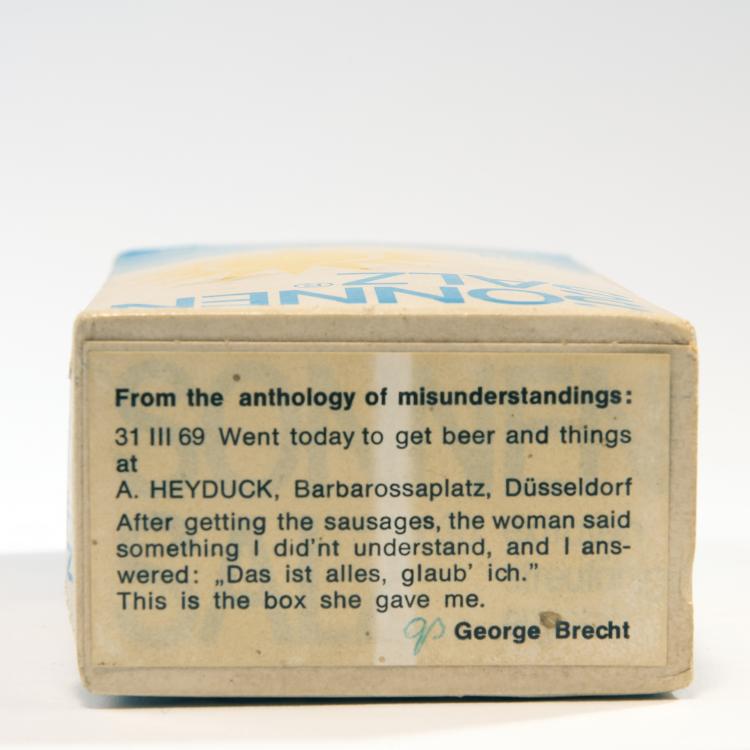 SONNEN
ALZ ®
From the anthology of misunderstandings:
31 III 69 Went today to get beer and things
at
A. HEYDUCK, Barbarossaplatz, Düsseldorf
After getting the sausages, the woman said
something I did'nt understand, and I ans-
wered: „Das ist alles, glaub' ich.”
This is the box she gave me.
George Brecht